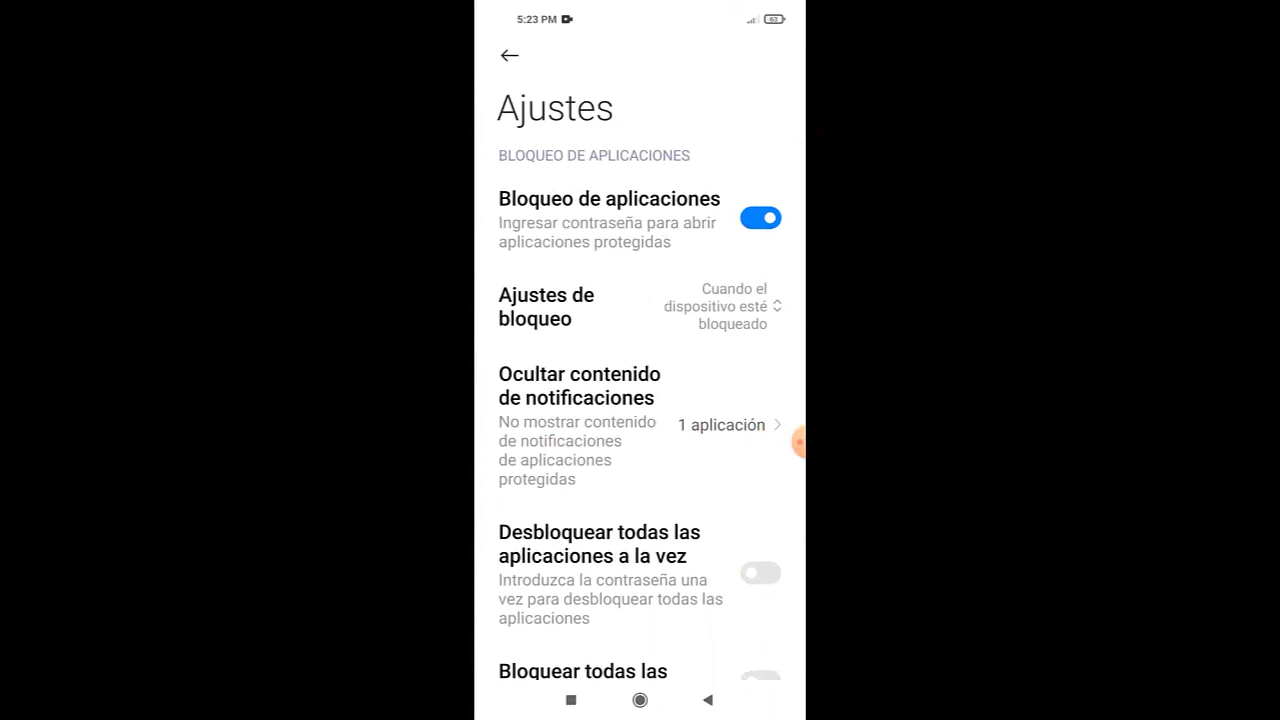 5:23 PM
63
Ajustes
BLOQUEO DE APLICACIONES
Bloqueo de aplicaciones
Ingresar contraseña para abrir
aplicaciones protegidas
Ajustes de
bloqueo
Cuando el
dispositivo esté
bloqueado
Ocultar contenido
de notificaciones
No mostrar contenido
de notificaciones
de aplicaciones
protegidas
1 aplicación
Desbloquear todas las
aplicaciones a la vez
Introduzca la contraseña una
vez para desbloquear todas las
aplicaciones
Bloquear todas las